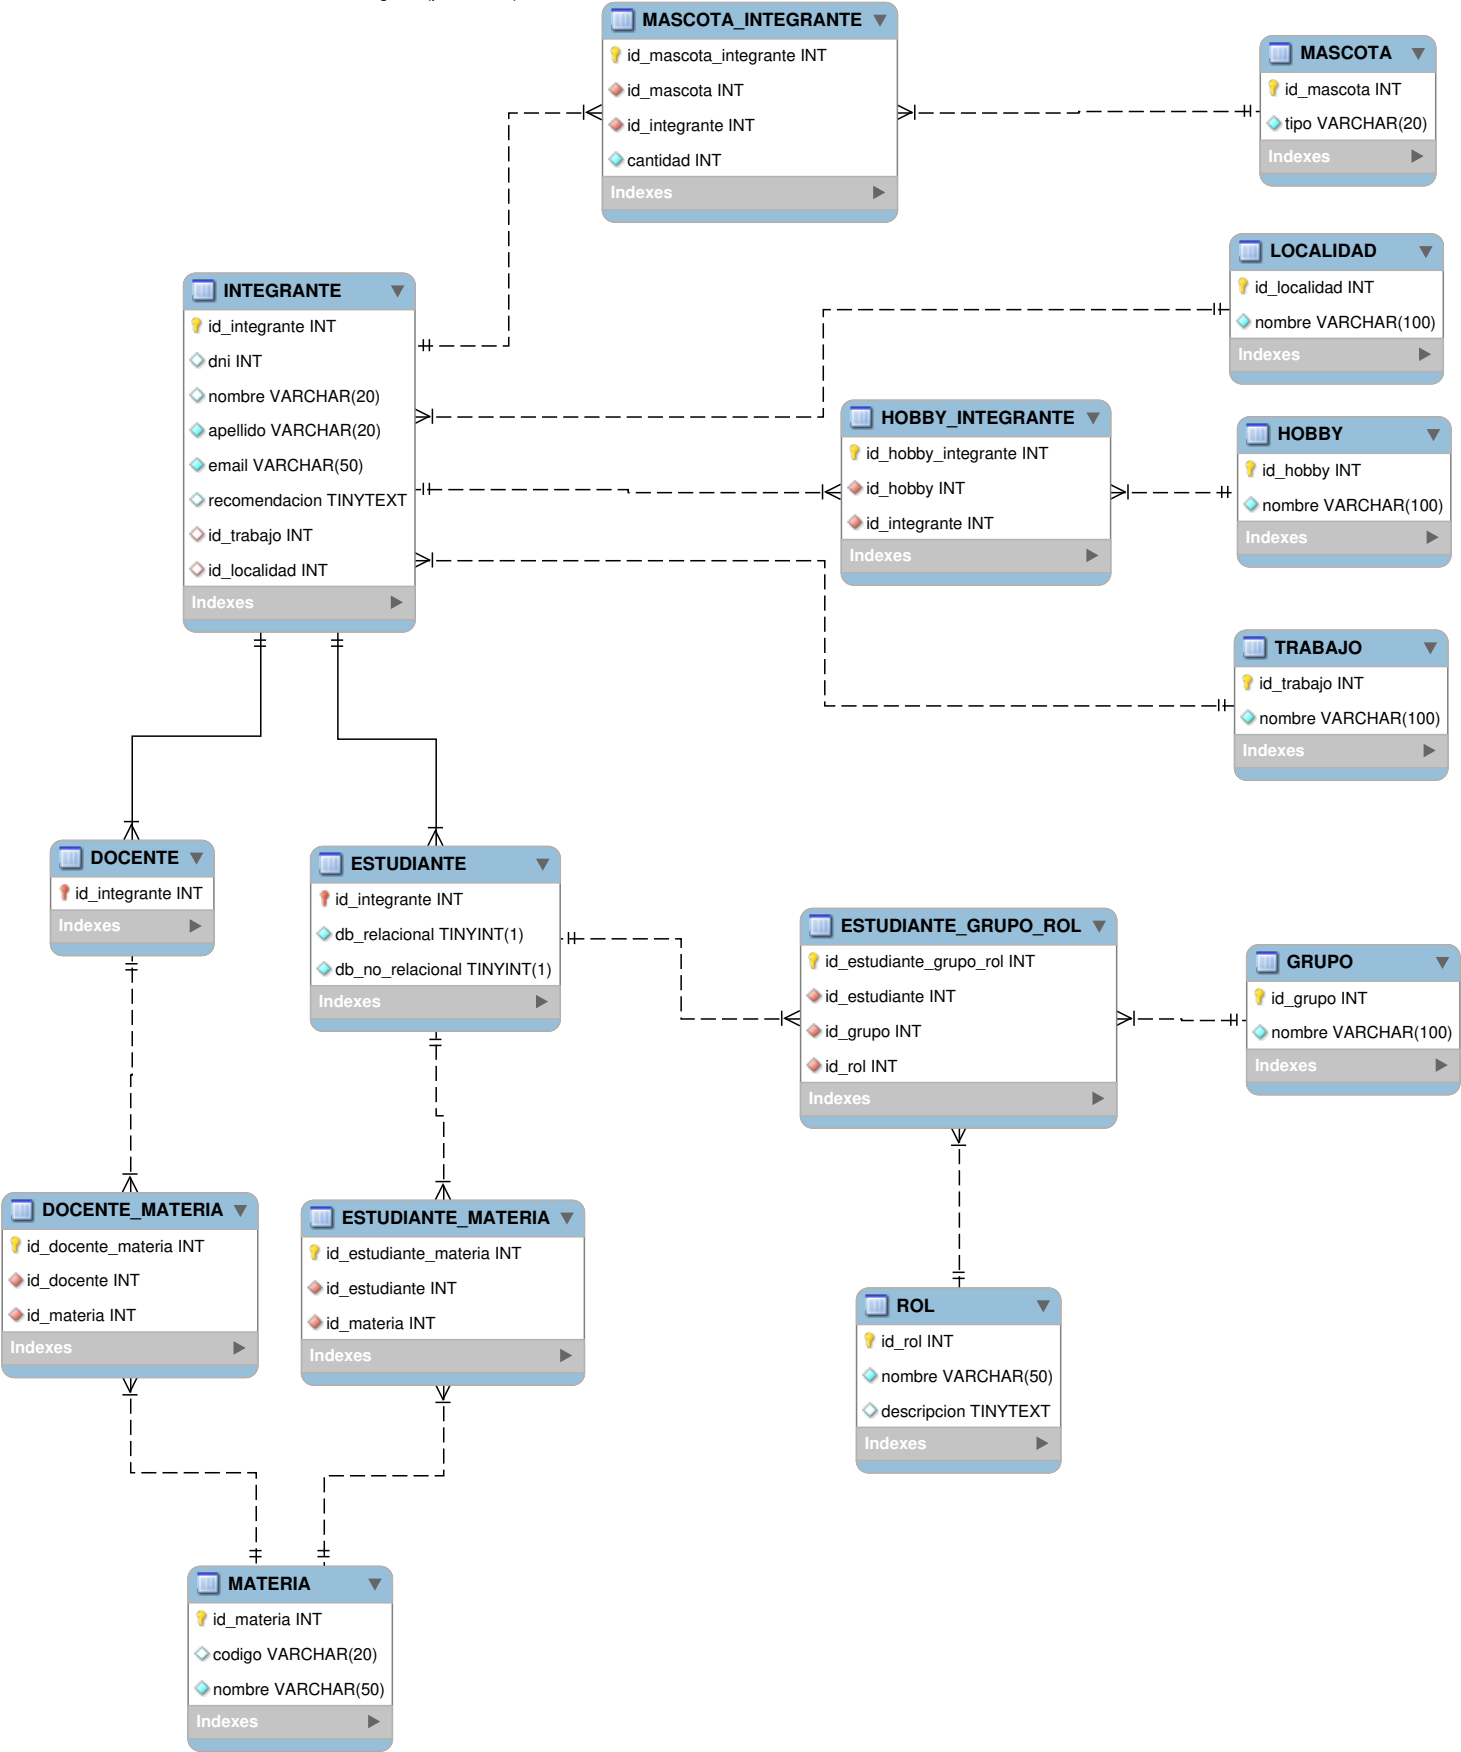 MASCOTA_INTEGRANTE
id_mascota_integrante INT
id_mascota INT
id_integrante INT
cantidad INT
Indexes
MASCOTA
id_mascota INT
tipo VARCHAR(20)
Indexes
LOCALIDAD
id_localidad INT
nombre VARCHAR(100)
Indexes
INTEGRANTE
id_integrante INT
dni INT
nombre VARCHAR(20)
apellido VARCHAR(20)
email VARCHAR(50)
recomendacion TINYTEXT
id_trabajo INT
id_localidad INT
Indexes
HOBBY_INTEGRANTE
id_hobby_integrante INT
id_hobby INT
id_integrante INT
Indexes
HOBBY
id_hobby INT
nombre VARCHAR(100)
Indexes
TRABAJO
id_trabajo INT
nombre VARCHAR(100)
Indexes
DOCENTE
id_integrante INT
Indexes
ESTUDIANTE
id_integrante INT
db_relacional TINYINT(1)
db_no_relacional TINYINT(1)
Indexes
ESTUDIANTE_GRUPO_ROL
id_estudiante_grupo_rol INT
id_estudiante INT
id_grupo INT
id_rol INT
Indexes
GRUPO
id_grupo INT
nombre VARCHAR(100)
Indexes
DOCENTE_MATERIA
id_docente_materia INT
id_docente INT
id_materia INT
Indexes
ESTUDIANTE_MATERIA
id_estudiante_materia INT
id_estudiante INT
id_materia INT
Indexes
ROL
id_rol INT
nombre VARCHAR(50)
descripcion TINYTEXT
Indexes
MATERIA
id_materia INT
codigo VARCHAR(20)
nombre VARCHAR(50)
Indexes